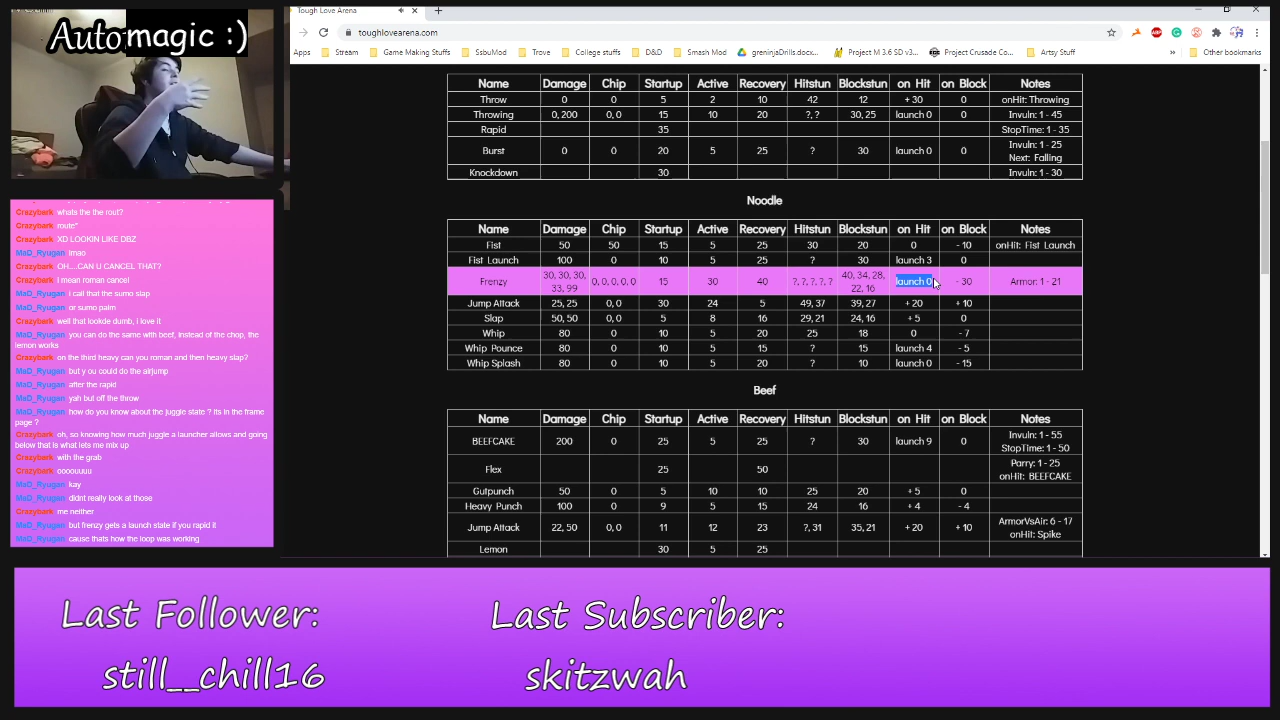 Automagic :)
Tough Love Arena
toughlovearena.com
Apps Stream Game Making Stuffs SsbuMod Trove College stuffs D&D Smash Mod greninjaDrills.docx... Project M 3.6 SD v3... Project Crusade Co... Artsy Stuff » Other bookmarks
Crazybark whats the the rout?
Crazybark route"
Crazybark XD LOOKIN LIKE DBZ
MaD_Ryugan lmao
Crazybark OH....CAN U CANCEL THAT?
Crazybark i mean roman cancel
MaD_Ryugan i call that the sumo slap
MaD_Ryugan or sumo palm
Crazybark well that lookde dumb, i love it
MaD_Ryugan you can do the same with beef, instead of the chop, the
lemon works
Crazybark on the third heavy can you roman and then heavy slap?
MaD_Ryugan but y ou could do the airjump
MaD_Ryugan after the rapid
MaD_Ryugan yah but off the throw
MaD_Ryugan how do you know about the juggle state ? its in the frame
page ?
Crazybark oh, so knowing how much juggle a launcher allows and going
below that is what lets me mix up
Crazybark with the grab
Crazybark oooouuuu
MaD_Ryugan kay
MaD_Ryugan didnt really look at those
Crazybark me neither
MaD_Ryugan but frenzy gets a launch state if you rapid it
MaD_Ryugan cause thats how the loop was working
Name Damage Chip Startup Active Recovery Hitstun Blockstun on Hit on Block Notes
Throw 0 0 5 2 10 42 12 + 30 0 onHit: Throwing
Throwing 0, 200 0, 0 15 10 20 ?, ? 30, 25 launch 0 0 Invuln: 1 - 45
Rapid 35 StopTime: 1 - 35
Burst 0 0 20 5 25 ? 30 launch 0 0 Invuln: 1 - 25
Next: Falling
Knockdown 30 Invuln: 1 - 30
Noodle
Name Damage Chip Startup Active Recovery Hitstun Blockstun on Hit on Block Notes
Fist 50 50 15 5 25 30 20 0 - 10 onHit: Fist Launch
Fist Launch 100 0 10 5 25 ? 30 launch 3 0
Frenzy 30, 30, 30, 33, 99 0, 0, 0, 0, 0 15 30 40 ?, ?, ?, ?, ? 40, 34, 28, 22, 16 launch 0 - 30 Armor: 1 - 21
Jump Attack 25, 25 0, 0 30 24 5 49, 37 39, 27 + 20 + 10
Slap 50, 50 0, 0 5 8 16 29, 21 24, 16 + 5 0
Whip 80 0 10 5 20 25 18 0 - 7
Whip Pounce 80 0 10 5 15 ? 15 launch 4 - 5
Whip Splash 80 0 10 5 20 ? 10 launch 0 - 15
Beef
Name Damage Chip Startup Active Recovery Hitstun Blockstun on Hit on Block Notes
BEEFCAKE 200 0 25 5 25 ? 30 launch 9 0 Invuln: 1 - 55
StopTime: 1 - 50
Flex 25 50 Parry: 1 - 25
onHit: BEEFCAKE
Gutpunch 50 0 5 10 10 25 20 + 5 0
Heavy Punch 100 0 9 5 15 24 16 + 4 - 4
Jump Attack 22, 50 0, 0 11 12 23 ?, 31 35, 21 + 20 + 10 ArmorVsAir: 6 - 17
onHit: Spike
Lemon 30 5 25
Last Follower:
still__chill16
Last Subscriber:
skitzwah